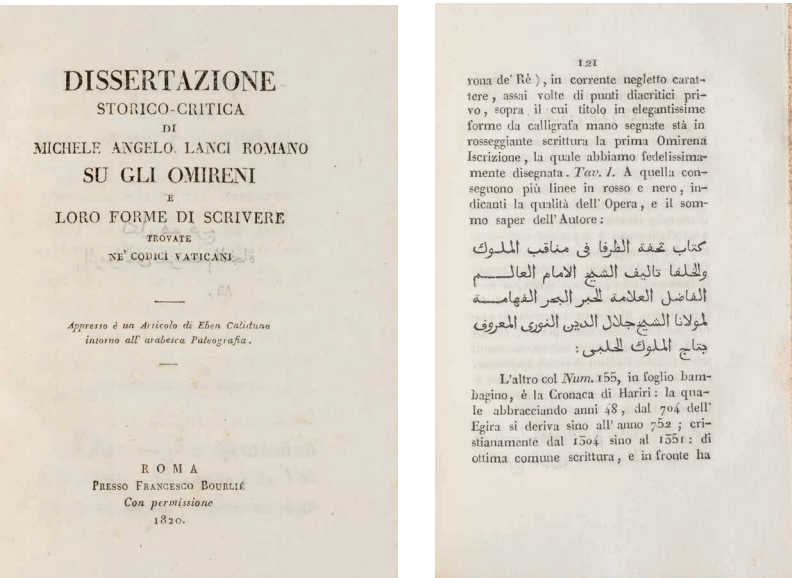 DISSERTAZIONE
STORICO-CRITICA
DI
MICHELE ANGELO LANCI ROMANO
SU GLI OMIRENI
E
LORO FORME DI SCRIVERE
TROVATE
NE' CODICI VATICANI
Appresso è un Articolo di Eben Caliduno
intorno all' arabesca Paleografia.
ROMA
PRESSO FRANCESCO BOURLIÉ
Con permissione
1820.
121
rona de' Rè), in corrente negletto carat-
tere, assai volte di punti diacritici pri-
vo, sopra il cui titolo in elegantissime
forme da calligrafa mano segnate stà in
rosseggiante scrittura la prima Omirena
Iscrizione, la quale abbiamo fedelissima-
mente disegnata. Tav. I. A quella con-
seguono più linee in rosso e nero, in-
dicanti la qualità dell' Opera, e il som-
mo saper dell' Autore:
كتاب تحفة الظرفا فى مناقب الملوك
والخلفا تاليف الشيخ الامام العالم
الفاضل العلامة الحبر البحر الفهامة
لمولانا الشيخ جلال الدين النورى المعروف
بتاج الملوك الحلبى:
L'altro col Num. 155, in foglio bam-
bagino, è la Cronaca di Hariri: la qua-
le abbracciando anni 48, dal 704 dell'
Egira si deriva sino all' anno 752; cri-
stianamente dal 1304 sino al 1351: di
ottima comune scrittura, e in fronte ha